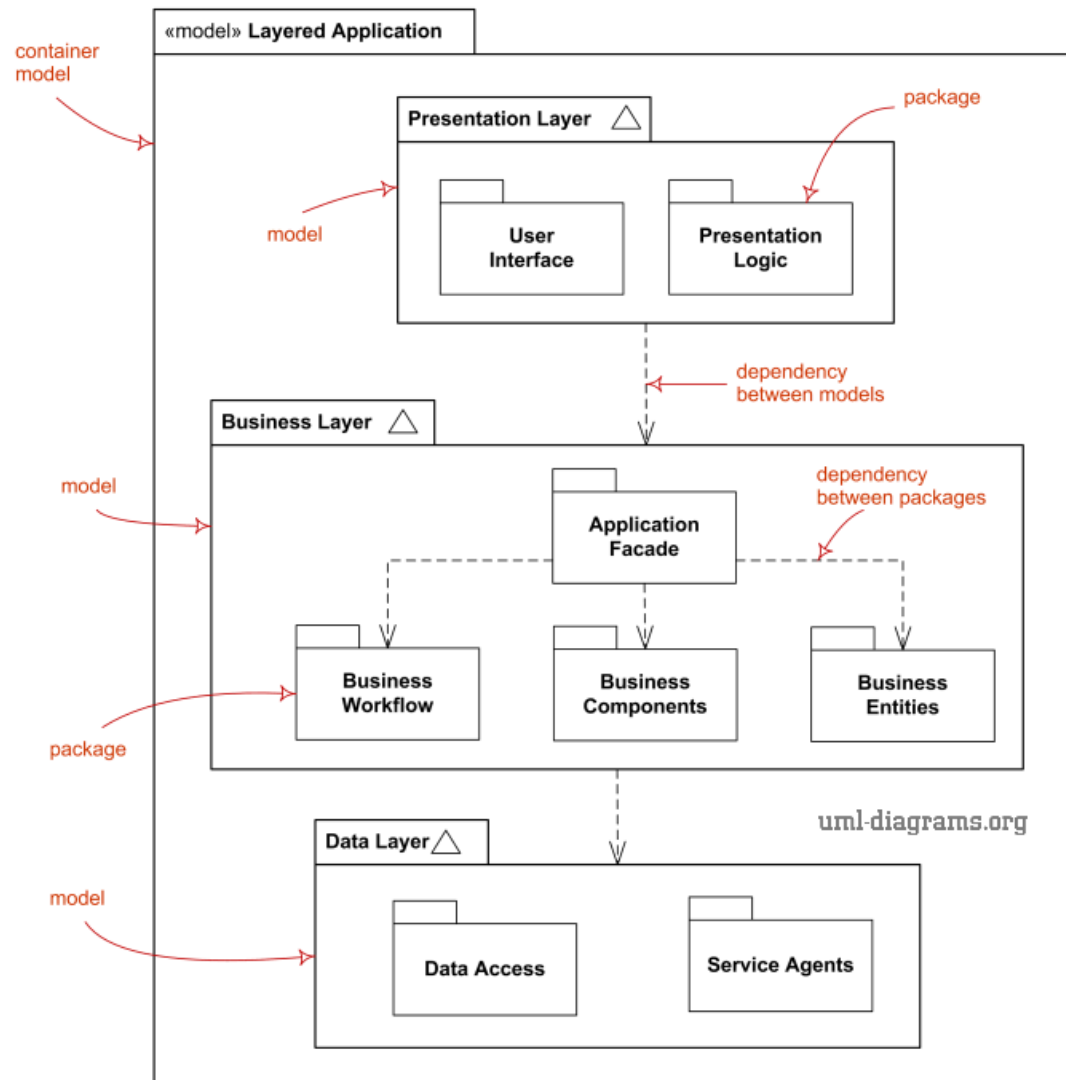 «model» Layered Application
container
model
package
Presentation Layer
model
User
Interface
Presentation
Logic
dependency
between models
Business Layer
model
dependency
between packages
Application
Facade
Business
Workflow
Business
Components
Business
Entities
package
uml-diagrams.org
Data Layer
model
Data Access
Service Agents